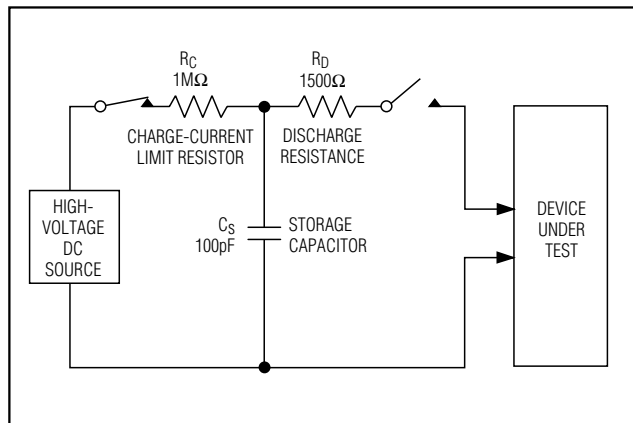 R_C
1MΩ
CHARGE-CURRENT
LIMIT RESISTOR
R_D
1500Ω
DISCHARGE
RESISTANCE
HIGH-
VOLTAGE
DC
SOURCE
C_S
100pF
STORAGE
CAPACITOR
DEVICE
UNDER
TEST